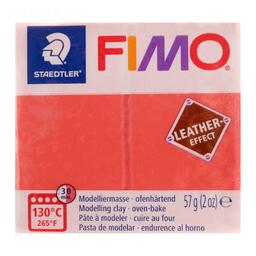 STAEDTLER
FIMO
LEATHER-
EFFECT
30 min
130°C
265°F
57 g (2 oz)
Modelliermasse · ofenhärtend
Modelling clay · oven-bake
Pâte à modeler · cuire au four
Pasta de modelar · endurence al horno